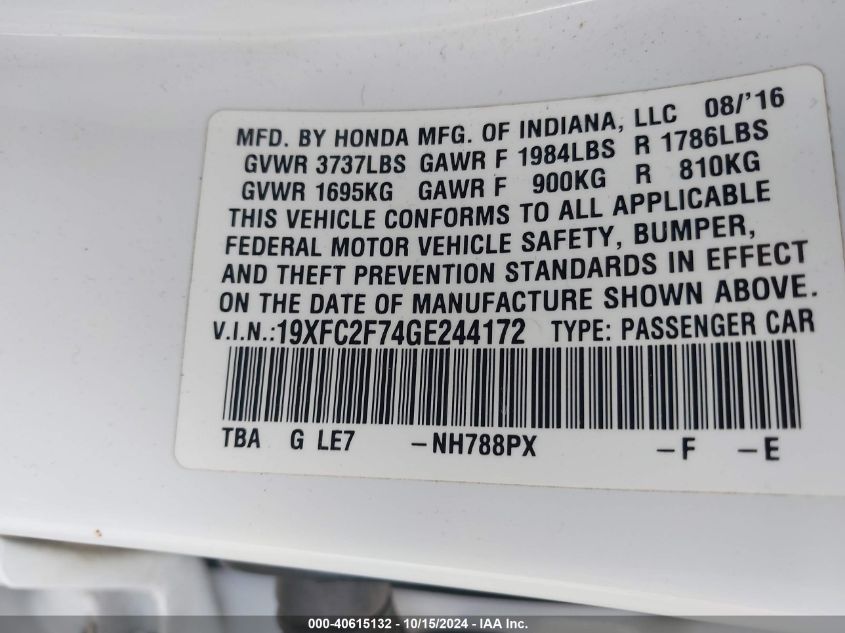 MFD. BY HONDA MFG. OF INDIANA, LLC 08/'16
GVWR 3737LBS GAWR F 1984LBS R 1786LBS
GVWR 1695KG GAWR F 900KG R 810KG
THIS VEHICLE CONFORMS TO ALL APPLICABLE
FEDERAL MOTOR VEHICLE SAFETY, BUMPER,
AND THEFT PREVENTION STANDARDS IN EFFECT
ON THE DATE OF MANUFACTURE SHOWN ABOVE.
V.I.N.:19XFC2F74GE244172 TYPE: PASSENGER CAR
TBA G LE7 -NH788PX -F -E
000-40615132 - 10/15/2024 - IAA Inc.